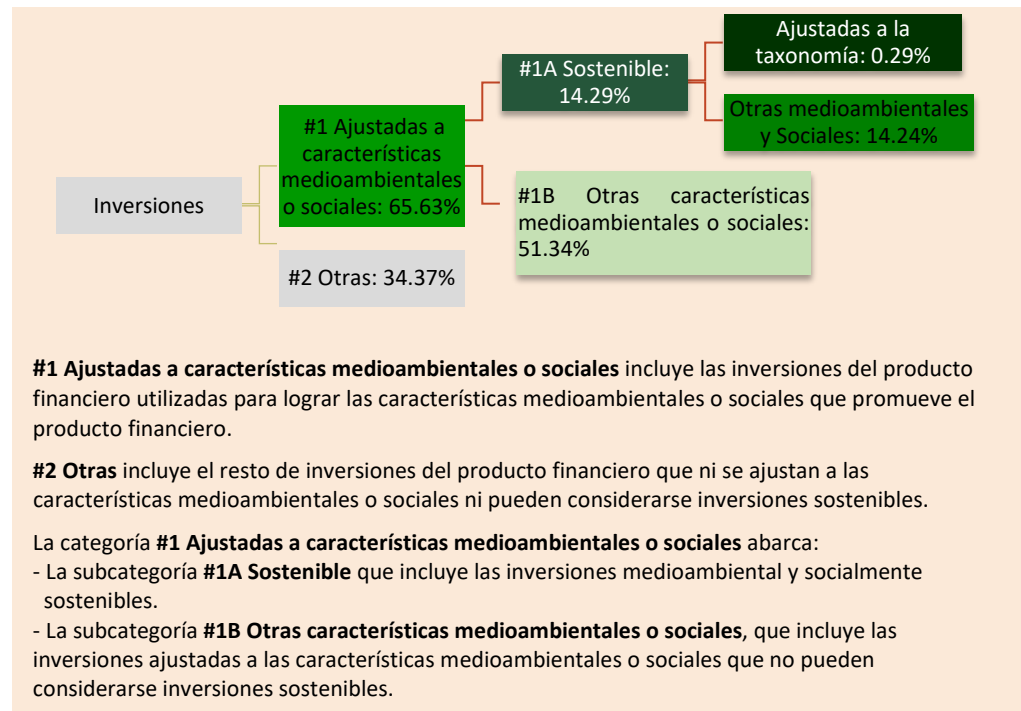 Ajustadas a la
taxonomía: 0.29%
#1A Sostenible:
14.29%
Otras medioambientales
y Sociales: 14.24%
#1 Ajustadas a
características
medioambientales
o sociales: 65.63%
Inversiones
#1B Otras características
medioambientales o sociales:
51.34%
#2 Otras: 34.37%
#1 Ajustadas a características medioambientales o sociales incluye las inversiones del producto
financiero utilizadas para lograr las características medioambientales o sociales que promueve el
producto financiero.
#2 Otras incluye el resto de inversiones del producto financiero que ni se ajustan a las
características medioambientales o sociales ni pueden considerarse inversiones sostenibles.
La categoría #1 Ajustadas a características medioambientales o sociales abarca:
- La subcategoría #1A Sostenible que incluye las inversiones medioambiental y socialmente
sostenibles.
- La subcategoría #1B Otras características medioambientales o sociales, que incluye las
inversiones ajustadas a las características medioambientales o sociales que no pueden
considerarse inversiones sostenibles.